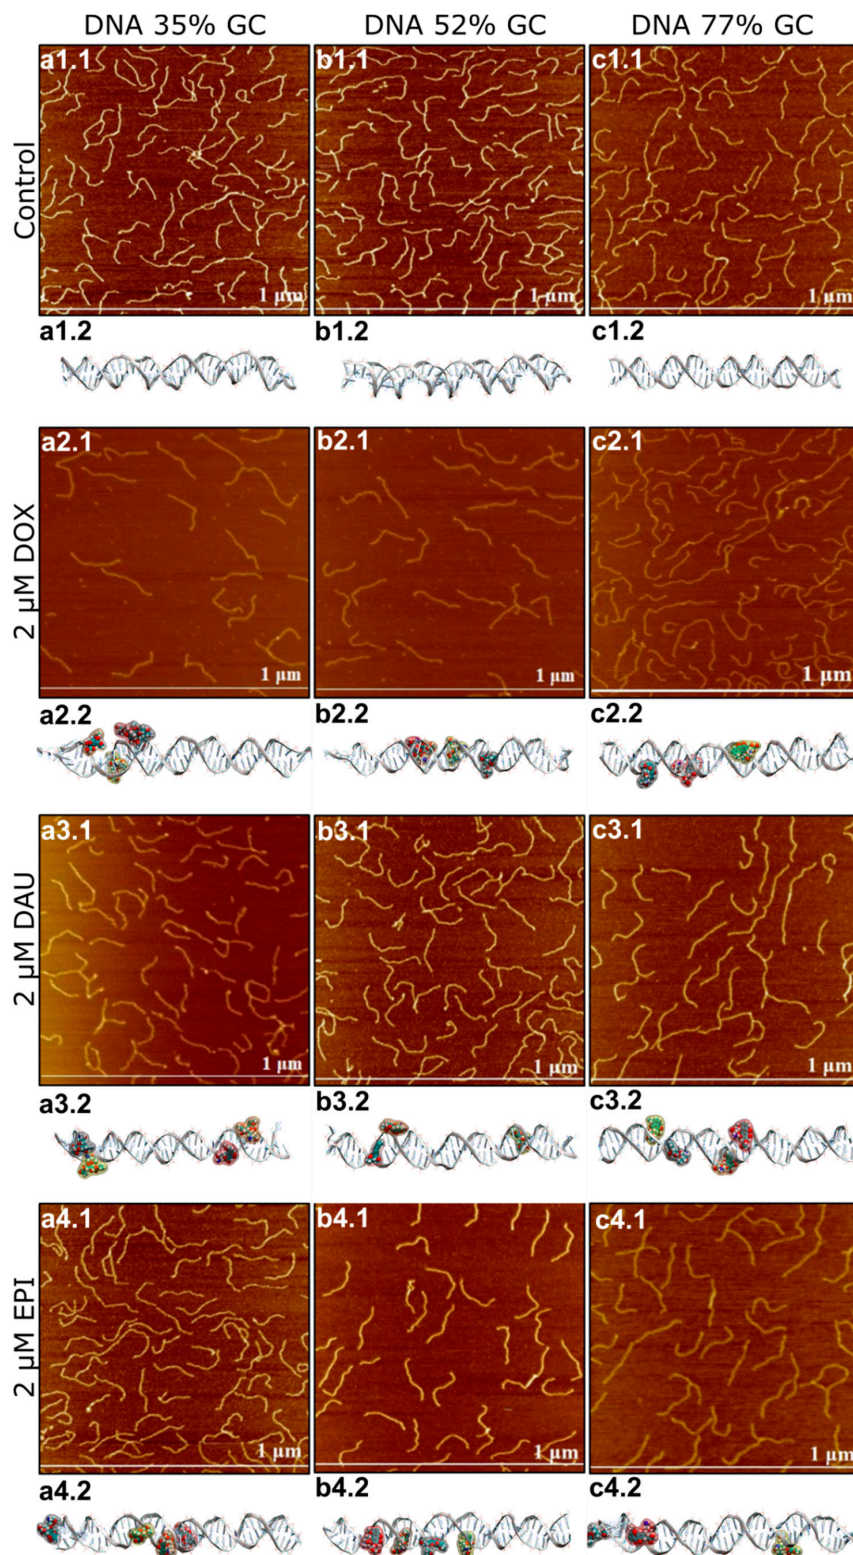 DNA 35% GC DNA 52% GC DNA 77% GC
Control
a1.1 b1.1 c1.1
1 µm 1 µm 1 µm
a1.2 b1.2 c1.2
2 µM DOX
a2.1 b2.1 c2.1
1 µm 1 µm 1 µm
a2.2 b2.2 c2.2
2 µM DAU
a3.1 b3.1 c3.1
1 µm 1 µm 1 µm
a3.2 b3.2 c3.2
2 µM EPI
a4.1 b4.1 c4.1
1 µm 1 µm 1 µm
a4.2 b4.2 c4.2